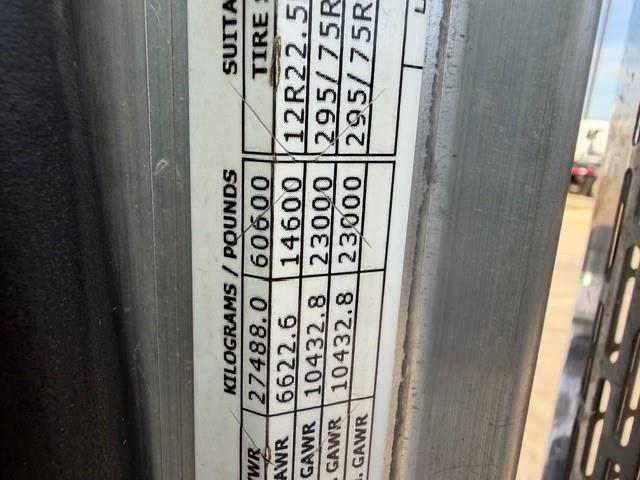 KILOGRAMS / POUNDS SUITA
27488.0 60600 TIRE
GAWR 6622.6 14600 12R22.5
GAWR 10432.8 23000 295/75R
GAWR 10432.8 23000 295/75R